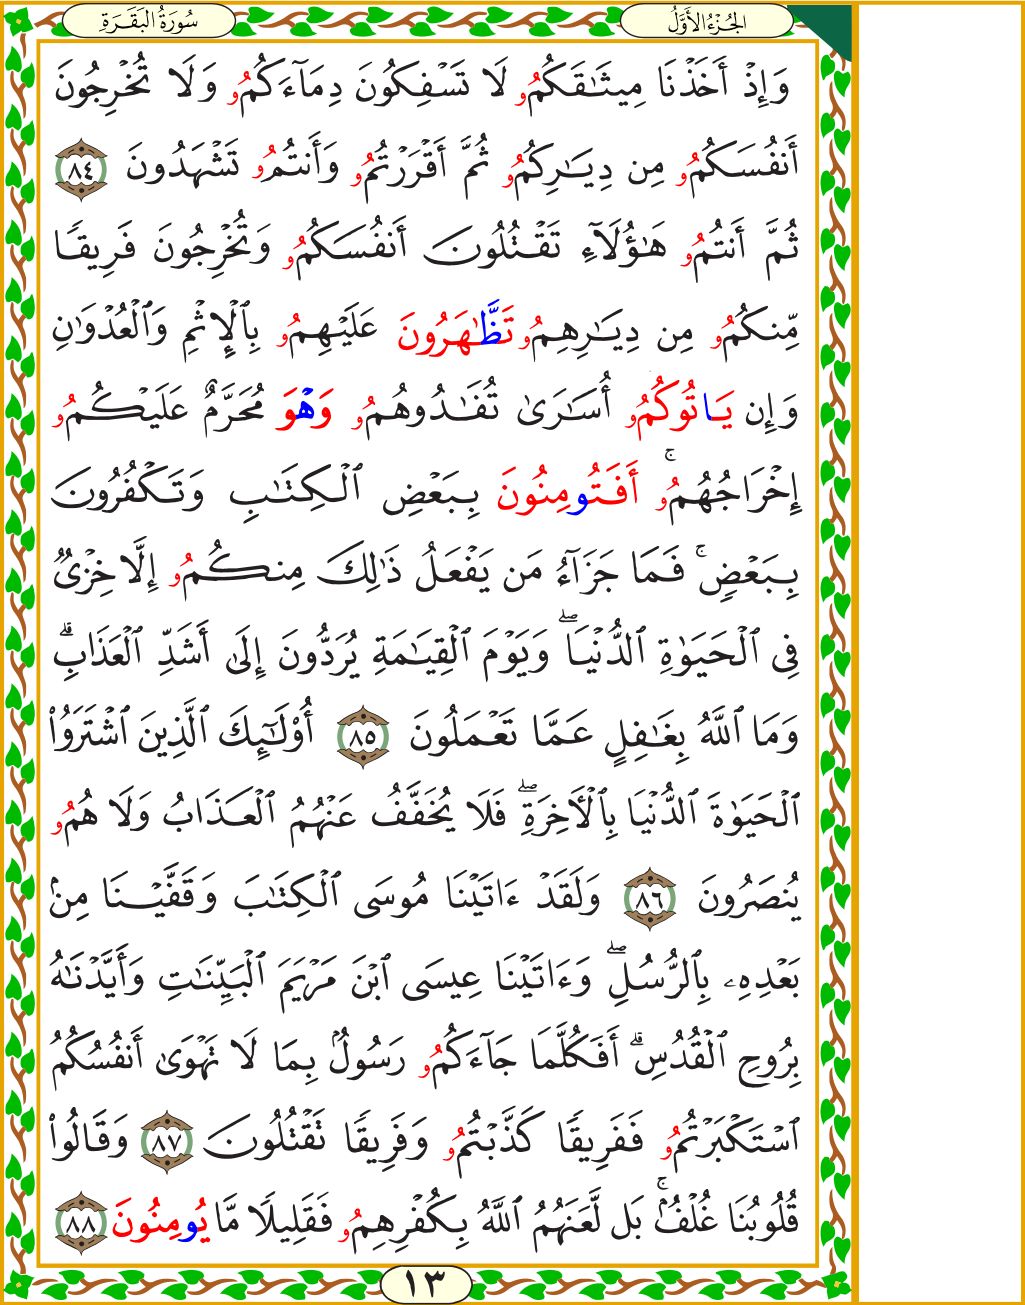 الجُزْءُ الأَوَّلُ
سُورَةُ البَقَرَةِ
وَإِذْ أَخَذْنَا مِيثَٰقَكُمُۥ لَا تَسْفِكُونَ دِمَآءَكُمُۥ وَلَا تُخْرِجُونَ
أَنفُسَكُمُۥ مِن دِيَٰرِكُمُۥ ثُمَّ أَقْرَرْتُمُۥ وَأَنتُمُۥ تَشْهَدُونَ ٨٤
ثُمَّ أَنتُمُۥ هَٰٓؤُلَآءِ تَقْتُلُونَ أَنفُسَكُمُۥ وَتُخْرِجُونَ فَرِيقًا
مِّنكُمُۥ مِن دِيَٰرِهِمُۥ تَظَّٰهَرُونَ عَلَيْهِمُۥ بِٱلْإِثْمِ وَٱلْعُدْوَٰنِ
وَإِن يَاتُوكُمُۥ أُسَٰرَىٰ تُفَٰدُوهُمُۥ وَهْوَ مُحَرَّمٌ عَلَيْكُمُۥ
إِخْرَاجُهُمُۥ ۚ أَفَتُومِنُونَ بِبَعْضِ ٱلْكِتَٰبِ وَتَكْفُرُونَ
بِبَعْضٍ ۚ فَمَا جَزَآءُ مَن يَفْعَلُ ذَٰلِكَ مِنكُمُۥ إِلَّا خِزْىٌ
فِى ٱلْحَيَوٰةِ ٱلدُّنْيَا ۖ وَيَوْمَ ٱلْقِيَٰمَةِ يُرَدُّونَ إِلَىٰ أَشَدِّ ٱلْعَذَابِ ۗ
وَمَا ٱللَّهُ بِغَٰفِلٍ عَمَّا تَعْمَلُونَ ٨٥ أُو۟لَٰٓئِكَ ٱلَّذِينَ ٱشْتَرَوُا۟
ٱلْحَيَوٰةَ ٱلدُّنْيَا بِٱلْأَخِرَةِ ۖ فَلَا يُخَفَّفُ عَنْهُمُ ٱلْعَذَابُ وَلَا هُمُۥ
يُنصَرُونَ ٨٦ وَلَقَدْ ءَاتَيْنَا مُوسَى ٱلْكِتَٰبَ وَقَفَّيْنَا مِنۢ
بَعْدِهِۦ بِٱلرُّسُلِ ۖ وَءَاتَيْنَا عِيسَى ٱبْنَ مَرْيَمَ ٱلْبَيِّنَٰتِ وَأَيَّدْنَٰهُ
بِرُوحِ ٱلْقُدُسِ ۗ أَفَكُلَّمَا جَآءَكُمُۥ رَسُولٌۢ بِمَا لَا تَهْوَىٰٓ أَنفُسُكُمُ
ٱسْتَكْبَرْتُمُۥ فَفَرِيقًا كَذَّبْتُمُۥ وَفَرِيقًا تَقْتُلُونَ ٨٧ وَقَالُوا۟
قُلُوبُنَا غُلْفٌۢ ۚ بَل لَّعَنَهُمُ ٱللَّهُ بِكُفْرِهِمُۥ فَقَلِيلًا مَّا يُومِنُونَ ٨٨
١٣